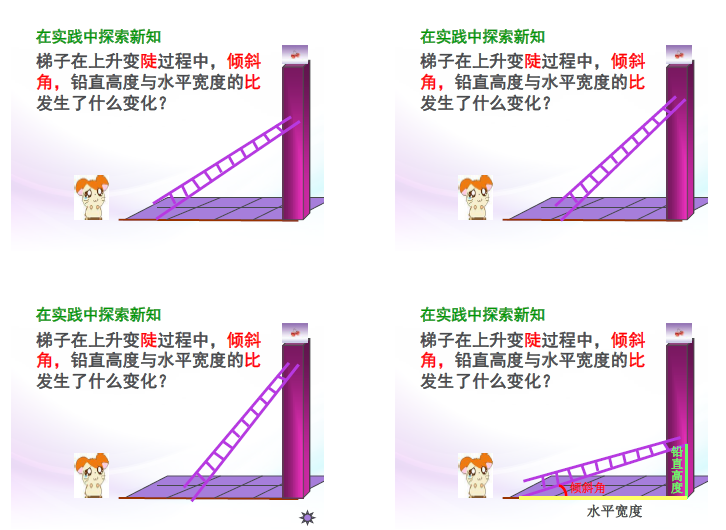 在实践中探索新知
梯子在上升变陡过程中，倾斜
角，铅直高度与水平宽度的比
发生了什么变化？
在实践中探索新知
梯子在上升变陡过程中，倾斜
角，铅直高度与水平宽度的比
发生了什么变化？
在实践中探索新知
梯子在上升变陡过程中，倾斜
角，铅直高度与水平宽度的比
发生了什么变化？
在实践中探索新知
梯子在上升变陡过程中，倾斜
角，铅直高度与水平宽度的比
发生了什么变化？
铅直高度
倾斜角
水平宽度